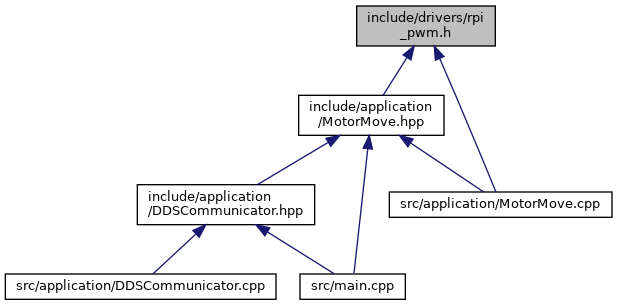 include/drivers/rpi
_pwm.h
include/application
/MotorMove.hpp
include/application
/DDSCommunicator.hpp
src/application/MotorMove.cpp
src/application/DDSCommunicator.cpp
src/main.cpp